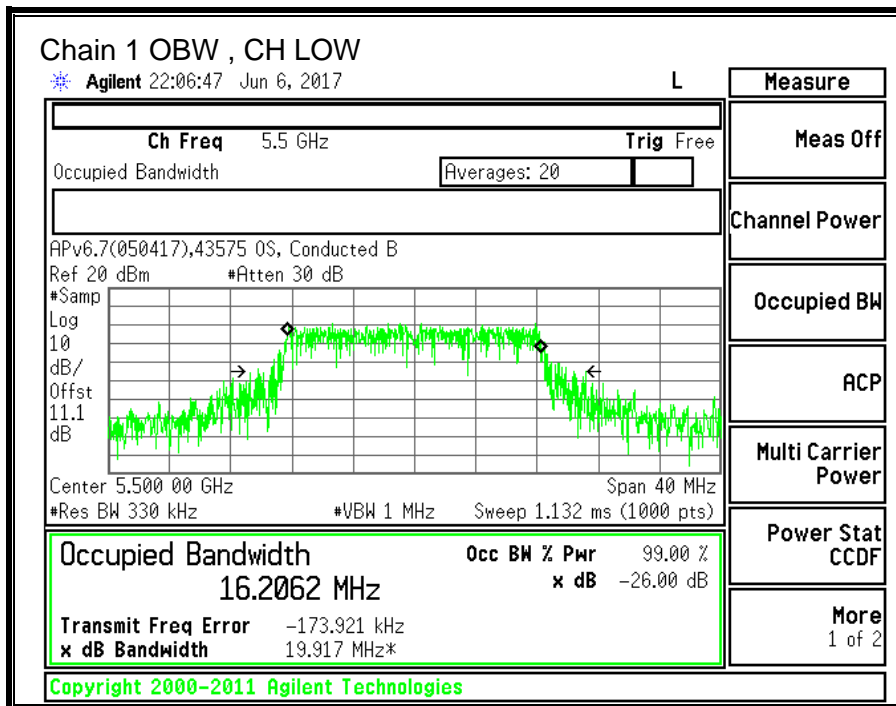 Chain 1 OBW , CH LOW
Agilent 22:06:47 Jun 6, 2017 L
Measure
Ch Freq 5.5 GHz Trig Free
Occupied Bandwidth Averages: 20
APv6.7(050417),43575 OS, Conducted B
Ref 20 dBm #Atten 30 dB
#Samp
Log
10
dB/
Offst
11.1
dB
Center 5.500 00 GHz Span 40 MHz
#Res BW 330 kHz #VBW 1 MHz Sweep 1.132 ms (1000 pts)
Occupied Bandwidth Occ BW % Pwr 99.00 %
16.2062 MHz x dB -26.00 dB
Transmit Freq Error -173.921 kHz
x dB Bandwidth 19.917 MHz*
Meas Off
Channel Power
Occupied BW
ACP
Multi Carrier
Power
Power Stat
CCDF
More
1 of 2
Copyright 2000-2011 Agilent Technologies